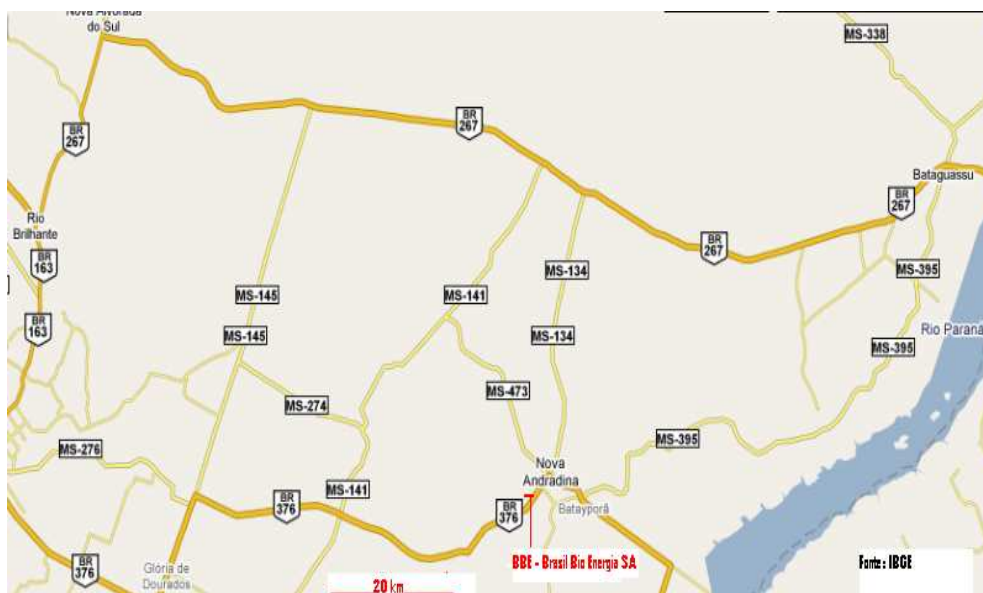 Nova Alvorada
do Sul
MS-338
BR
267
BR
267
Bataguassu
BR
267
Rio
Brilhante
BR
163
BR
267
MS-134
MS-395
MS-145
MS-141
BR
163
MS-145
MS-134
Rio Paraná
MS-395
MS-473
MS-274
MS-395
MS-276
Nova
Andradina
MS-141
BR
376
BR
376
Batayporã
BBE - Brasil Bio Energia SA
Fonte: IBGE
Glória de
Dourados
BR
376
20 km